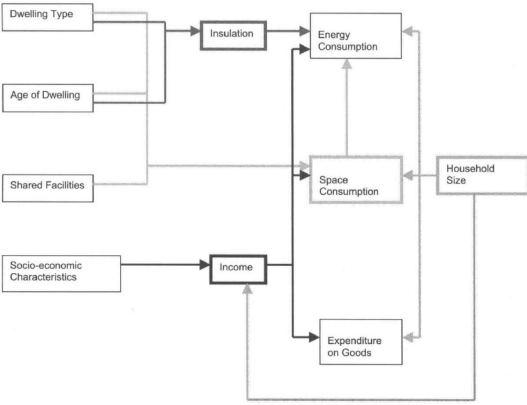 Dwelling Type
Insulation
Energy
Consumption
Age of Dwelling
Shared Facilities
Space
Consumption
Household
Size
Socio-economic
Characteristics
Income
Expenditure
on Goods